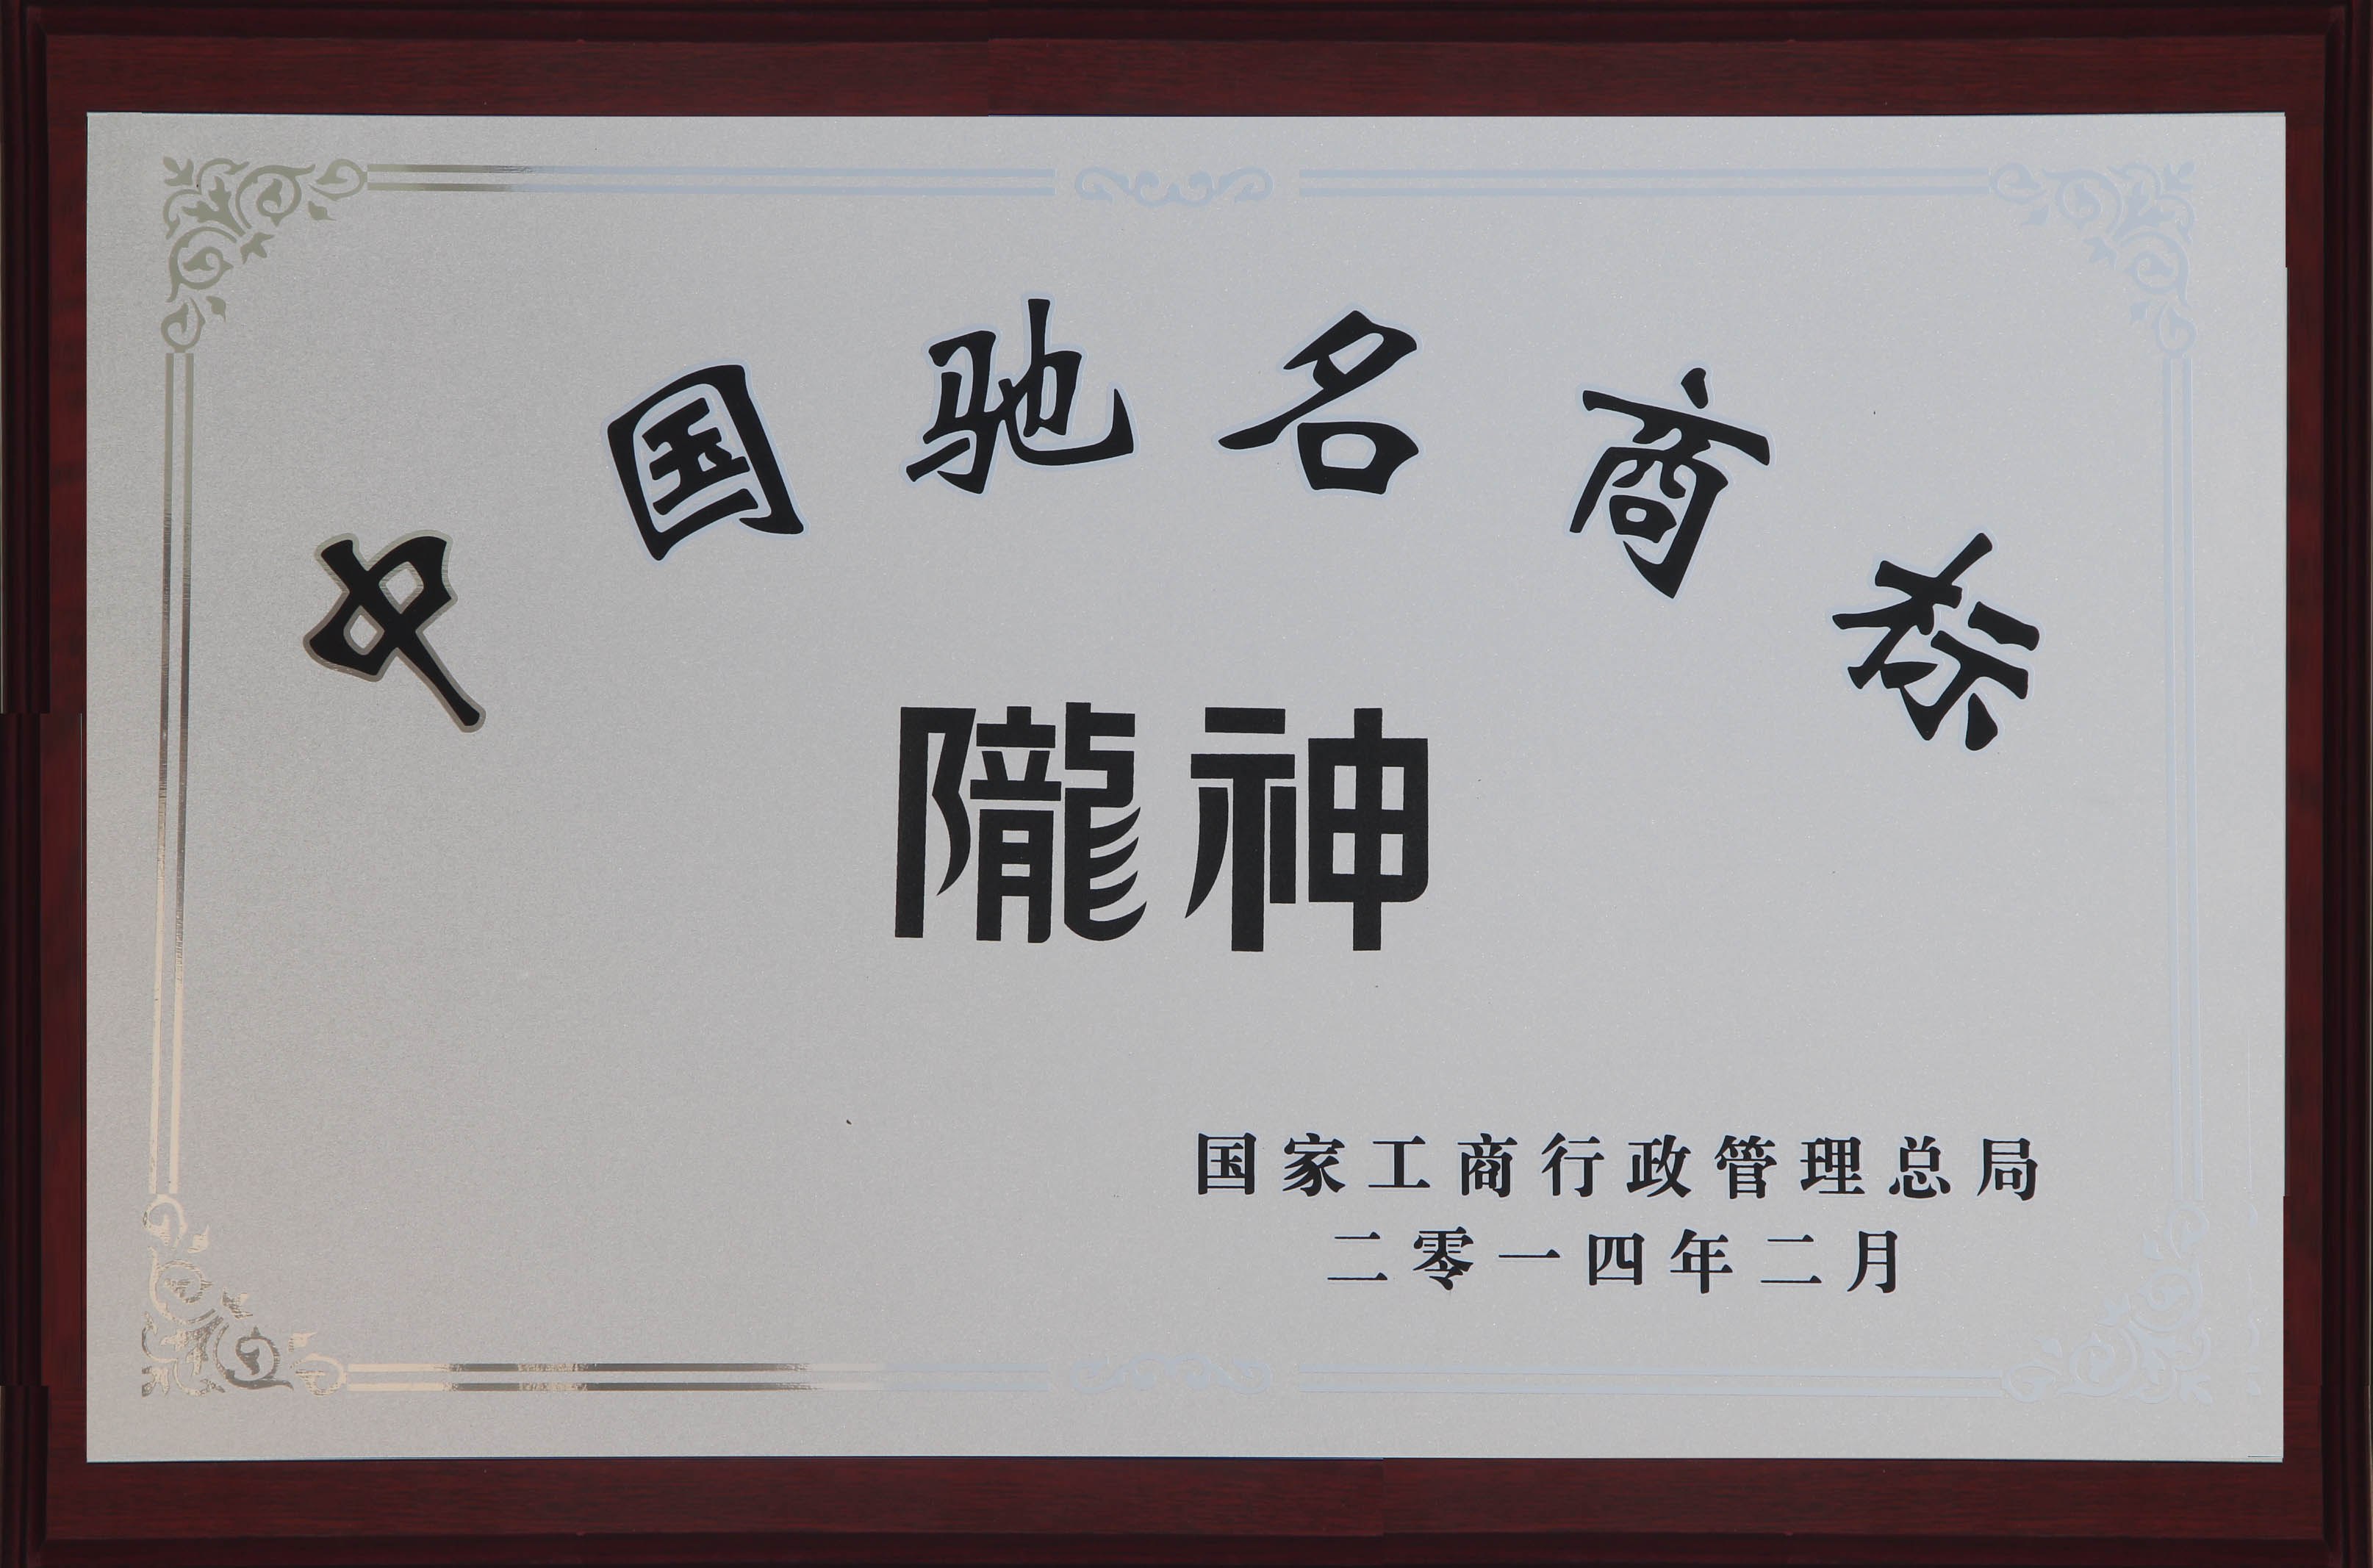 中国驰名商标
隴神
国家工商行政管理总局
二零一四年二月